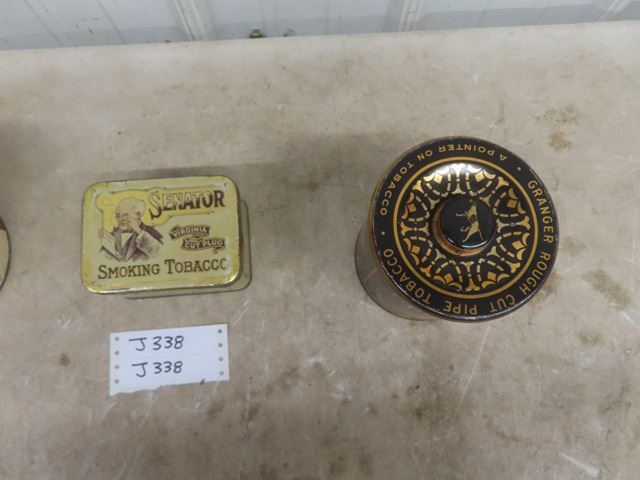 SENATOR
VIRGINIA
CUT PLUG
SMOKING TOBACCO
J338
J338
GRANGER ROUGH CUT PIPE TOBACCO
A POINTER ON TOBACCO